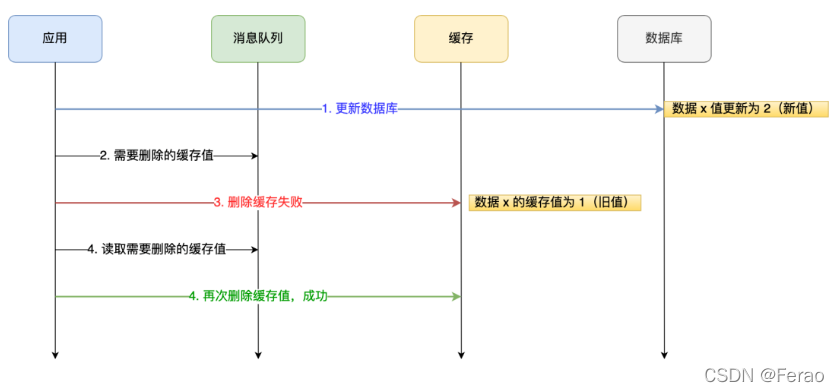 应用
消息队列
缓存
数据库
1. 更新数据库
数据 x 值更新为 2（新值）
2. 需要删除的缓存值
3. 删除缓存失败
数据 x 的缓存值为 1（旧值）
4. 读取需要删除的缓存值
4. 再次删除缓存值，成功
CSDN @Ferao